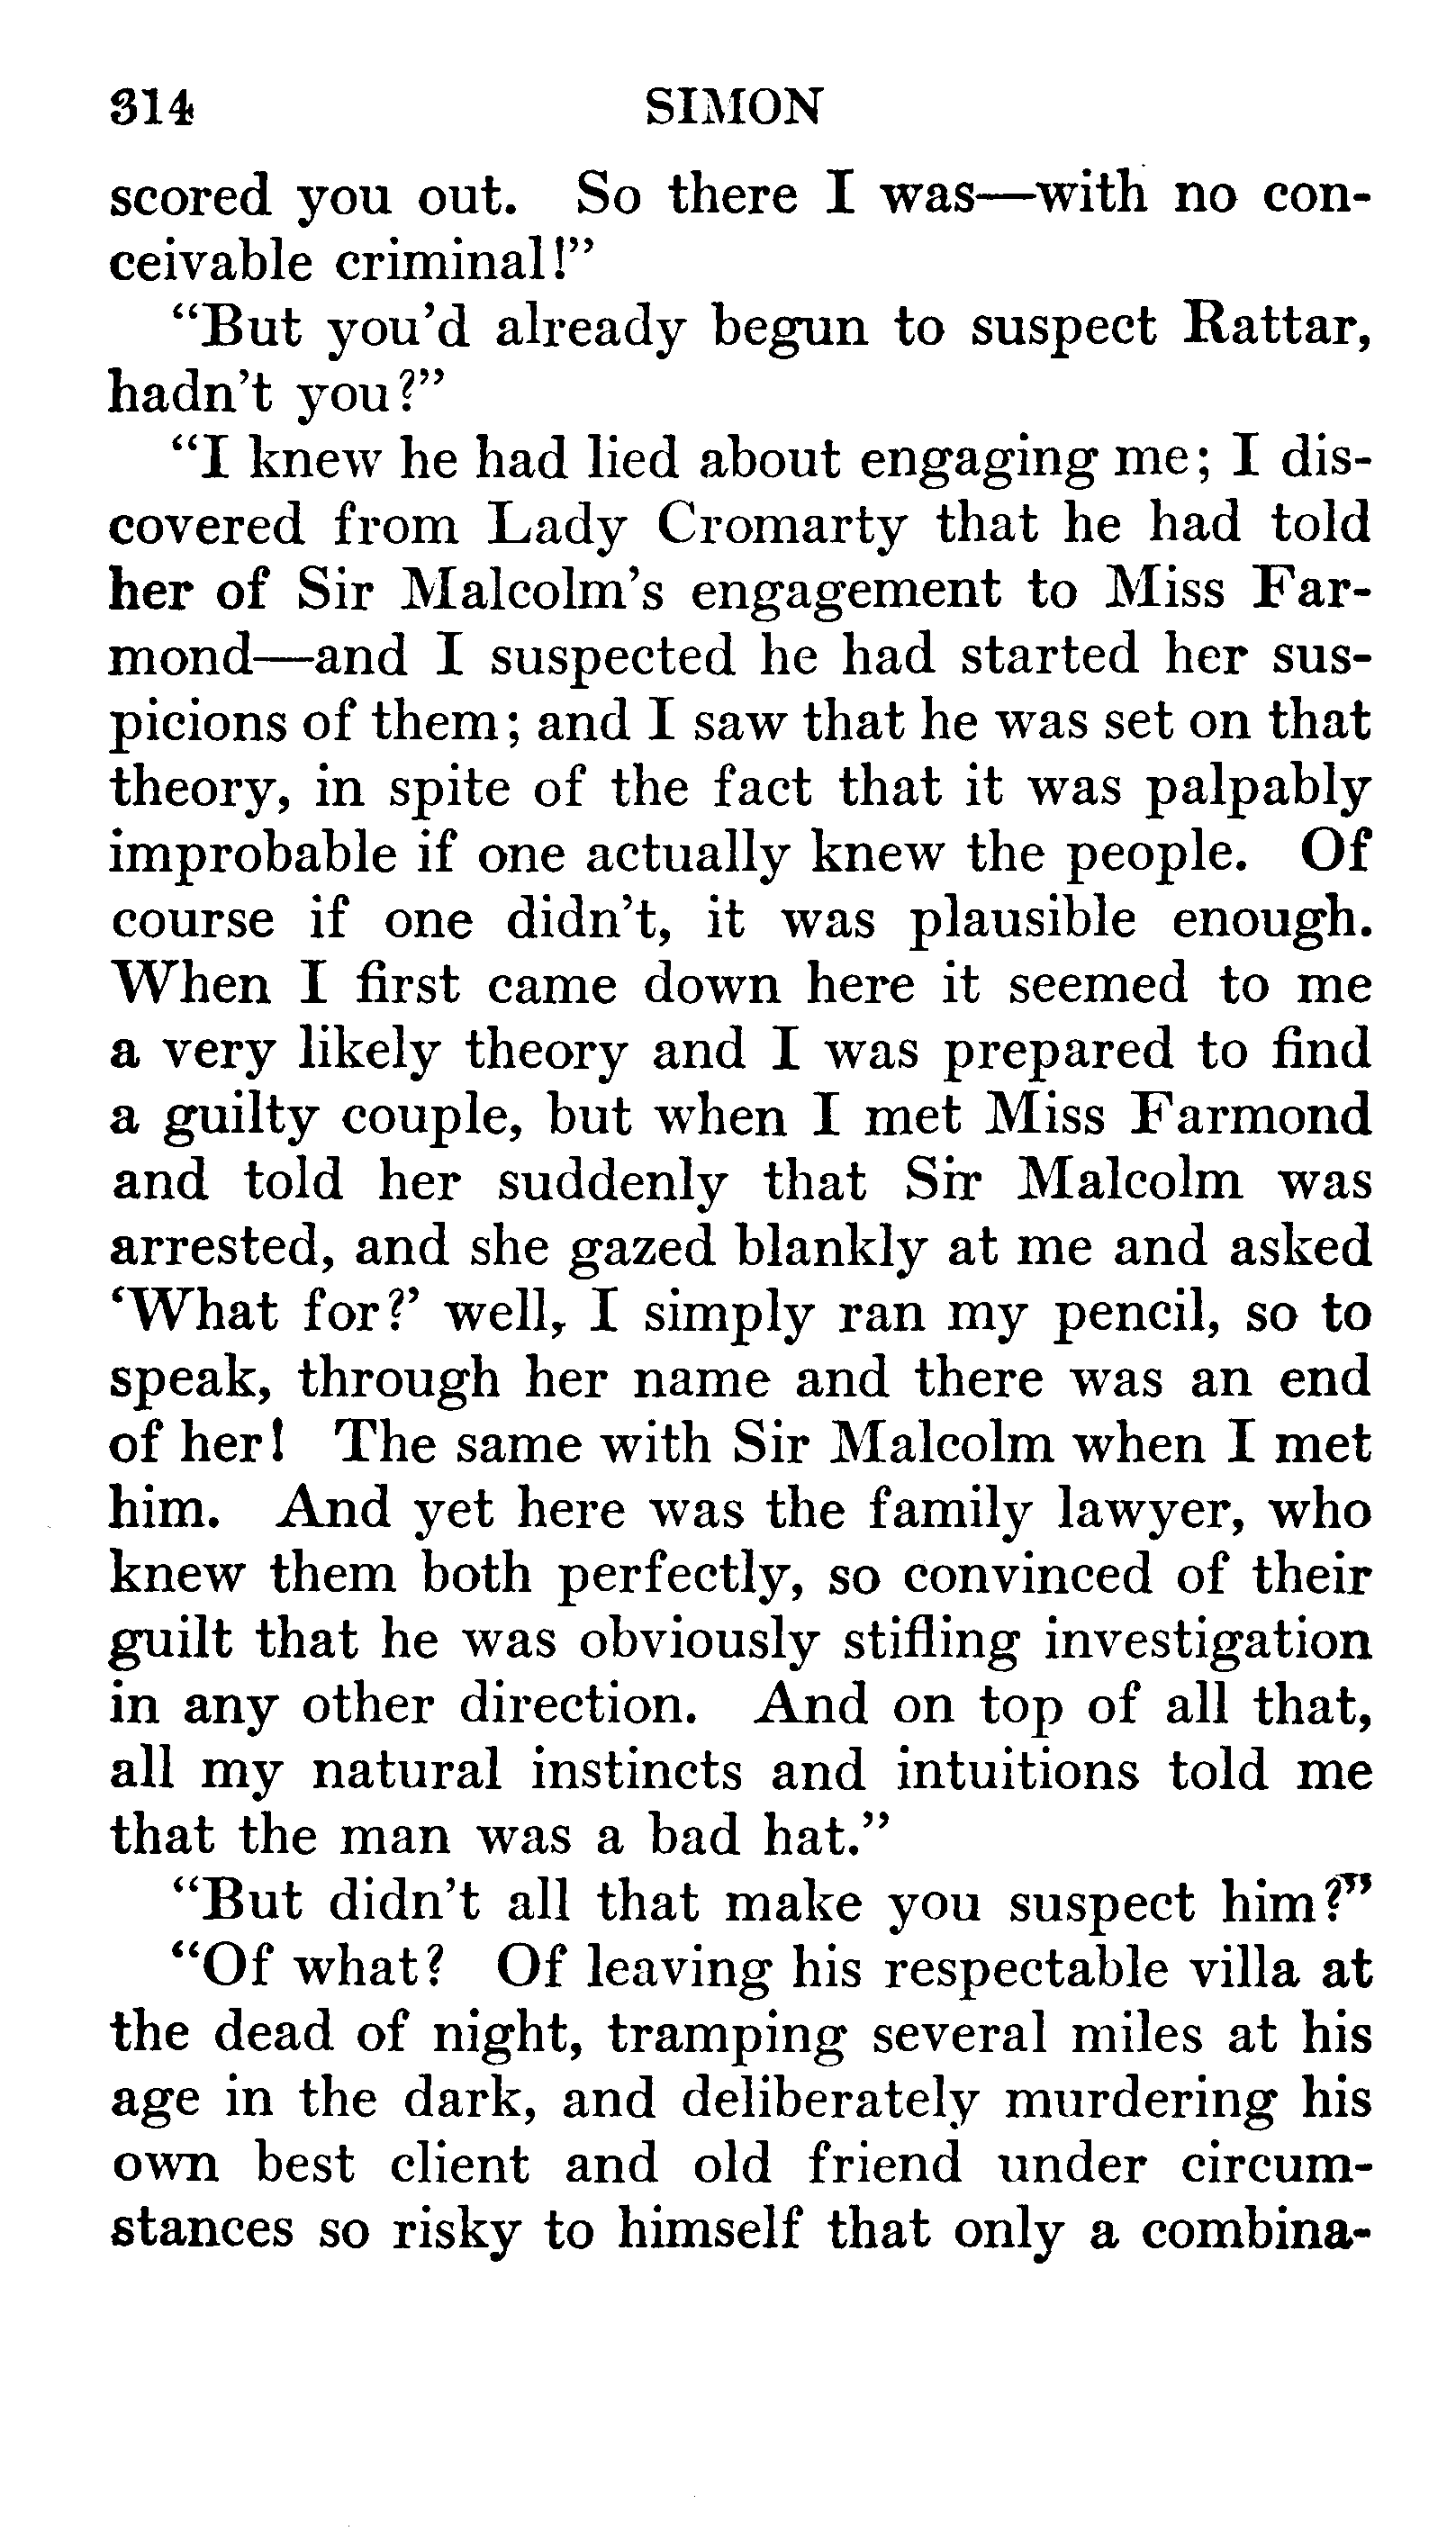 314 SIMON
scored you out. So there I was—with no con-
ceivable criminal!”
“But you’d already begun to suspect Rattar,
hadn’t you?”
“I knew he had lied about engaging me; I dis-
covered from Lady Cromarty that he had told
her of Sir Malcolm’s engagement to Miss Far-
mond—and I suspected he had started her sus-
picions of them; and I saw that he was set on that
theory, in spite of the fact that it was palpably
improbable if one actually knew the people. Of
course if one didn’t, it was plausible enough.
When I first came down here it seemed to me
a very likely theory and I was prepared to find
a guilty couple, but when I met Miss Farmond
and told her suddenly that Sir Malcolm was
arrested, and she gazed blankly at me and asked
‘What for?’ well, I simply ran my pencil, so to
speak, through her name and there was an end
of her! The same with Sir Malcolm when I met
him. And yet here was the family lawyer, who
knew them both perfectly, so convinced of their
guilt that he was obviously stifling investigation
in any other direction. And on top of all that,
all my natural instincts and intuitions told me
that the man was a bad hat.”
“But didn’t all that make you suspect him?”
“Of what? Of leaving his respectable villa at
the dead of night, tramping several miles at his
age in the dark, and deliberately murdering his
own best client and old friend under circum-
stances so risky to himself that only a combina-